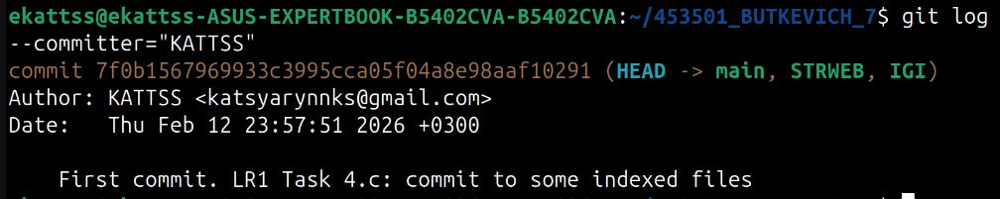 ekattss@ekattss-ASUS-EXPERTBOOK-B5402CVA-B5402CVA:~/453501_BUTKEVICH_7$ git log
--committer="KATTSS"
commit 7f0b1567969933c3995cca05f04a8e98aaf10291 (HEAD -> main, STRWEB, IGI)
Author: KATTSS <katsyarynnks@gmail.com>
Date:   Thu Feb 12 23:57:51 2026 +0300
    First commit. LR1 Task 4.c: commit to some indexed files